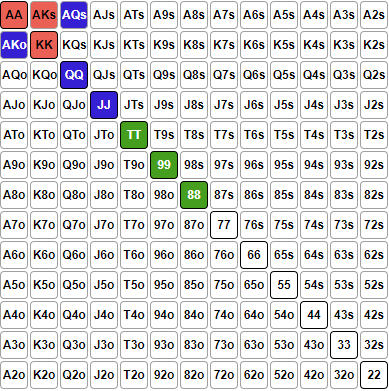 AA AKs AQs AJs ATs A9s A8s A7s A6s A5s A4s A3s A2s
AKo KK KQs KJs KTs K9s K8s K7s K6s K5s K4s K3s K2s
AQo KQo QQ QJs QTs Q9s Q8s Q7s Q6s Q5s Q4s Q3s Q2s
AJo KJo QJo JJ JTs J9s J8s J7s J6s J5s J4s J3s J2s
ATo KTo QTo JTo TT T9s T8s T7s T6s T5s T4s T3s T2s
A9o K9o Q9o J9o T9o 99 98s 97s 96s 95s 94s 93s 92s
A8o K8o Q8o J8o T8o 98o 88 87s 86s 85s 84s 83s 82s
A7o K7o Q7o J7o T7o 97o 87o 77 76s 75s 74s 73s 72s
A6o K6o Q6o J6o T6o 96o 86o 76o 66 65s 64s 63s 62s
A5o K5o Q5o J5o T5o 95o 85o 75o 65o 55 54s 53s 52s
A4o K4o Q4o J4o T4o 94o 84o 74o 64o 54o 44 43s 42s
A3o K3o Q3o J3o T3o 93o 83o 73o 63o 53o 43o 33 32s
A2o K2o Q2o J2o T2o 92o 82o 72o 62o 52o 42o 32o 22